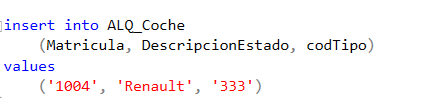 insert into ALQ_Coche
(Matricula, DescripcionEstado, codTipo)
values
('1004', 'Renault', '333')